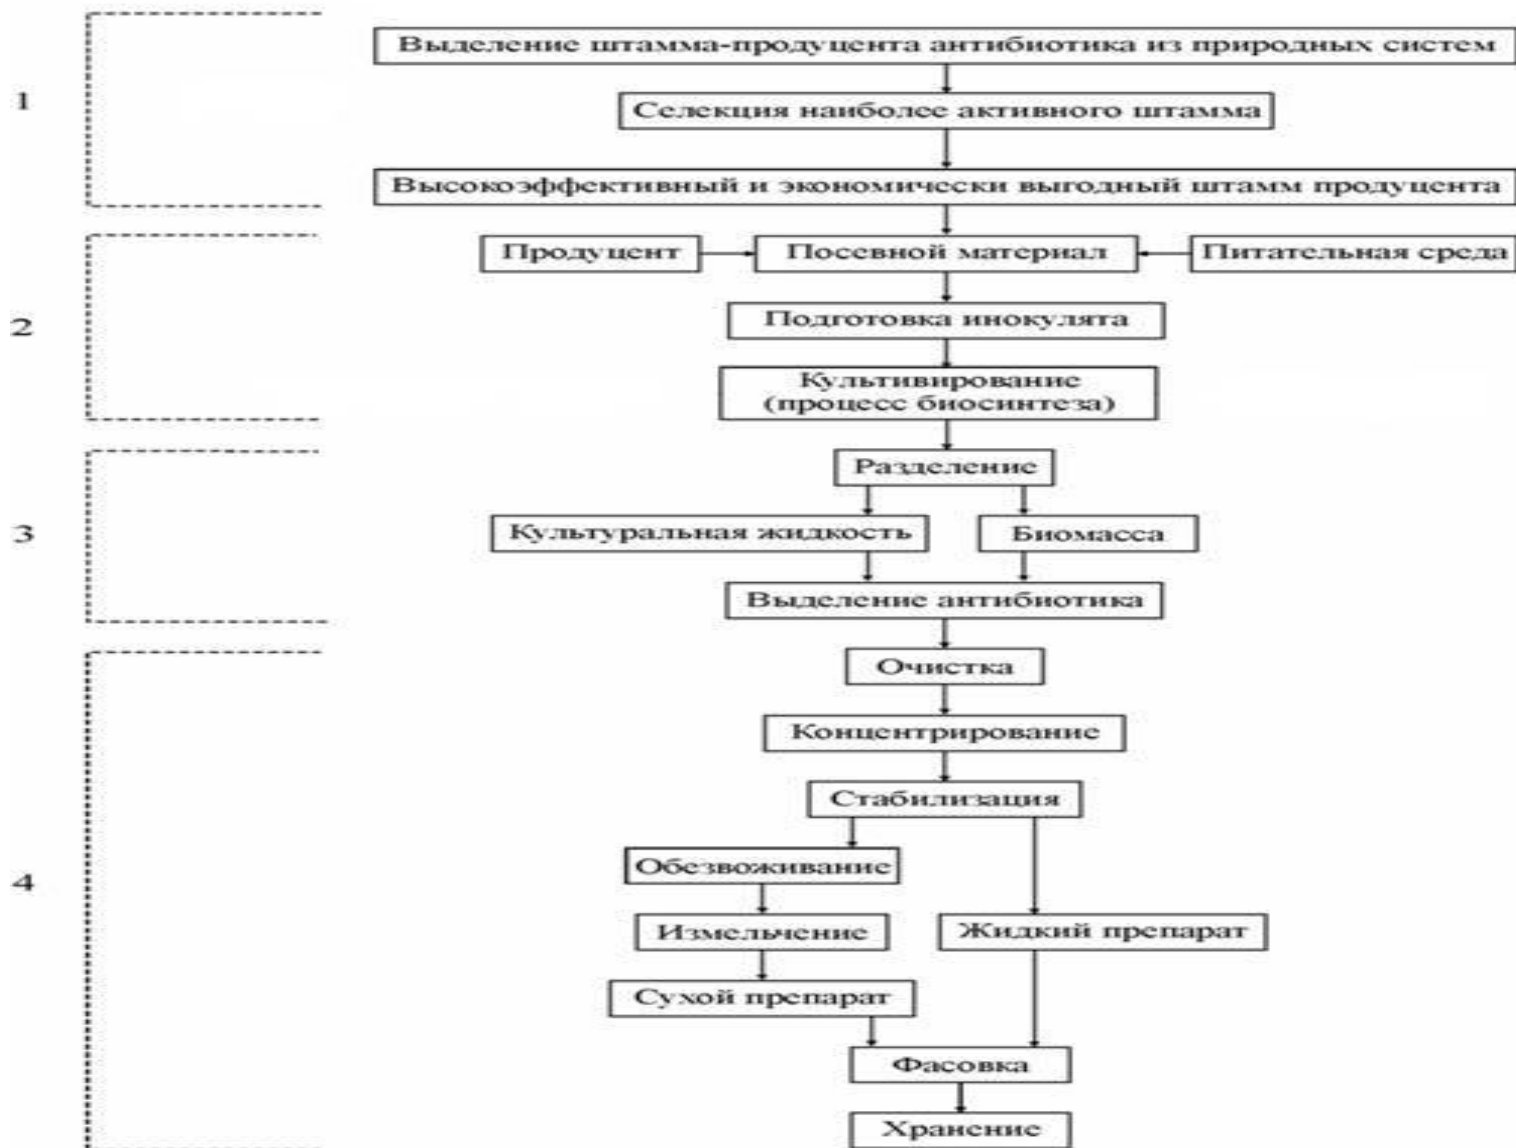 Выделение штамма-продуцента антибиотика из природных систем
1
Селекция наиболее активного штамма
Высокоэффективный и экономически выгодный штамм продуцента
Продуцент
Посевной материал
Питательная среда
2
Подготовка инокулята
Культивирование
(процесс биосинтеза)
Разделение
3
Культуральная жидкость
Биомасса
Выделение антибиотика
Очистка
Концентрирование
Стабилизация
4
Обезвоживание
Измельчение
Жидкий препарат
Сухой препарат
Фасовка
Хранение